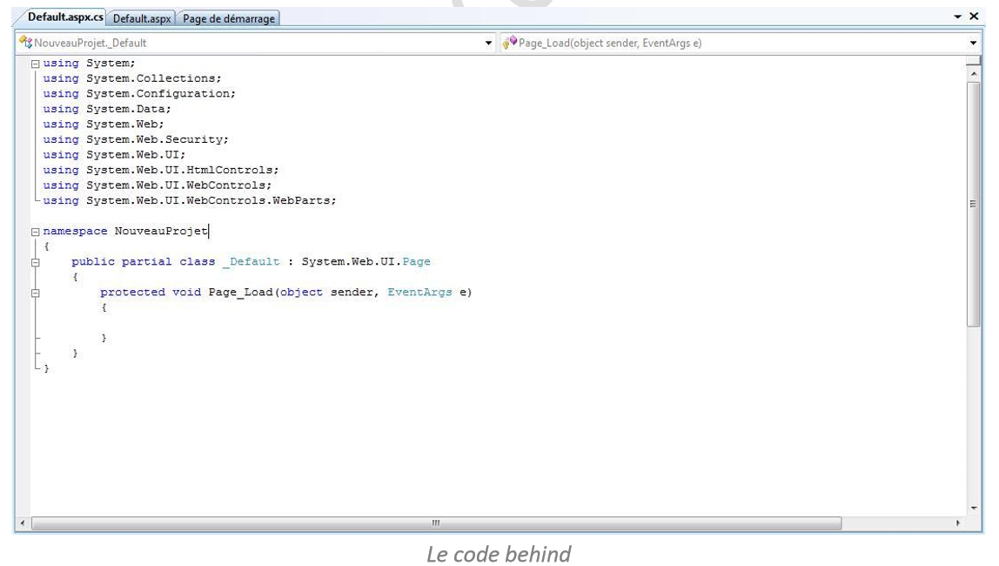 Default.aspx.cs Default.aspx Page de démarrage
NouveauProjet._Default Page_Load(object sender, EventArgs e)
using System;
using System.Collections;
using System.Configuration;
using System.Data;
using System.Web;
using System.Web.Security;
using System.Web.UI;
using System.Web.UI.HtmlControls;
using System.Web.UI.WebControls;
using System.Web.UI.WebControls.WebParts;
namespace NouveauProjet
{
public partial class _Default : System.Web.UI.Page
{
protected void Page_Load(object sender, EventArgs e)
{
}
}
}
Le code behind